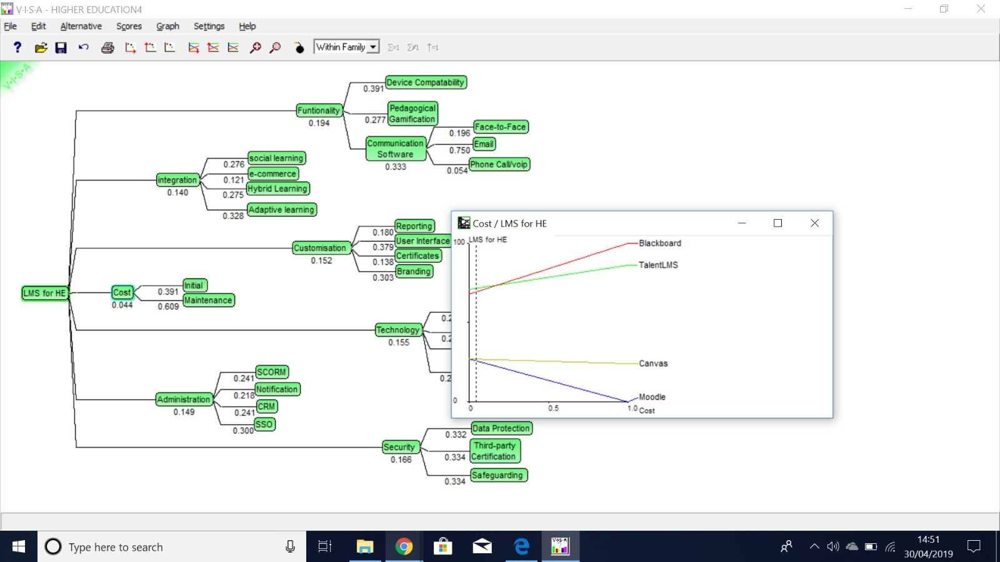 V·I·S·A - HIGHER EDUCATION4
File Edit Alternative Scores Graph Settings Help
? Within Family Σ=1 Σ≠1 ↑=1
V·I·S·A
Device Compatability
0.391
Funtionality
0.194
Pedagogical
Gamification
0.277
Communication
Software
0.333
Face-to-Face
0.196
Email
0.750
Phone Call/voip
0.054
integration
0.140
social learning
0.276
e-commerce
0.121
Hybrid Learning
0.275
Adaptive learning
0.328
Customisation
0.152
Reporting
0.180
User Interface
0.379
Certificates
0.138
Branding
0.303
LMS for HE
Cost
0.044
Initial
0.391
Maintenance
0.609
Technology
0.155
0.2
0.2
0.2
Administration
0.149
SCORM
0.241
Notification
0.218
CRM
0.241
SSO
0.300
Security
0.166
Data Protection
0.332
Third-party
Certification
0.334
Safeguarding
0.334
Cost / LMS for HE
100 LMS for HE
Blackboard
TalentLMS
Canvas
Moodle
0
0 0.5 1.0 Cost
Type here to search
14:51
30/04/2019